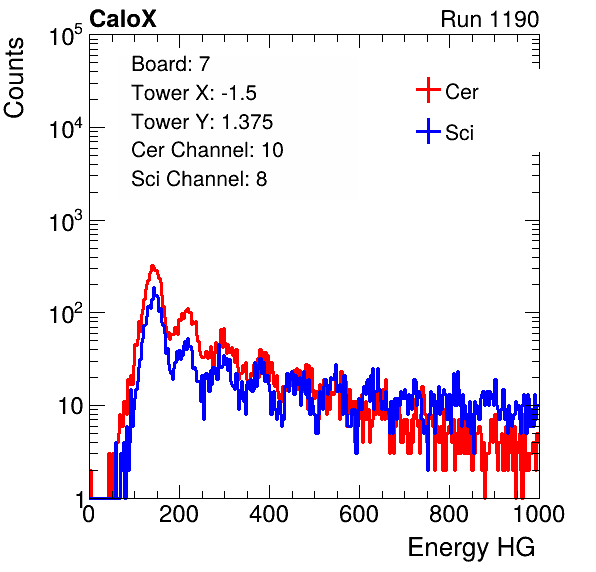 CaloX Run 1190
Counts
10^5
10^4
10^3
10^2
10
1
Board: 7
Tower X: -1.5
Tower Y: 1.375
Cer Channel: 10
Sci Channel: 8
Cer
Sci
0 200 400 600 800 1000
Energy HG